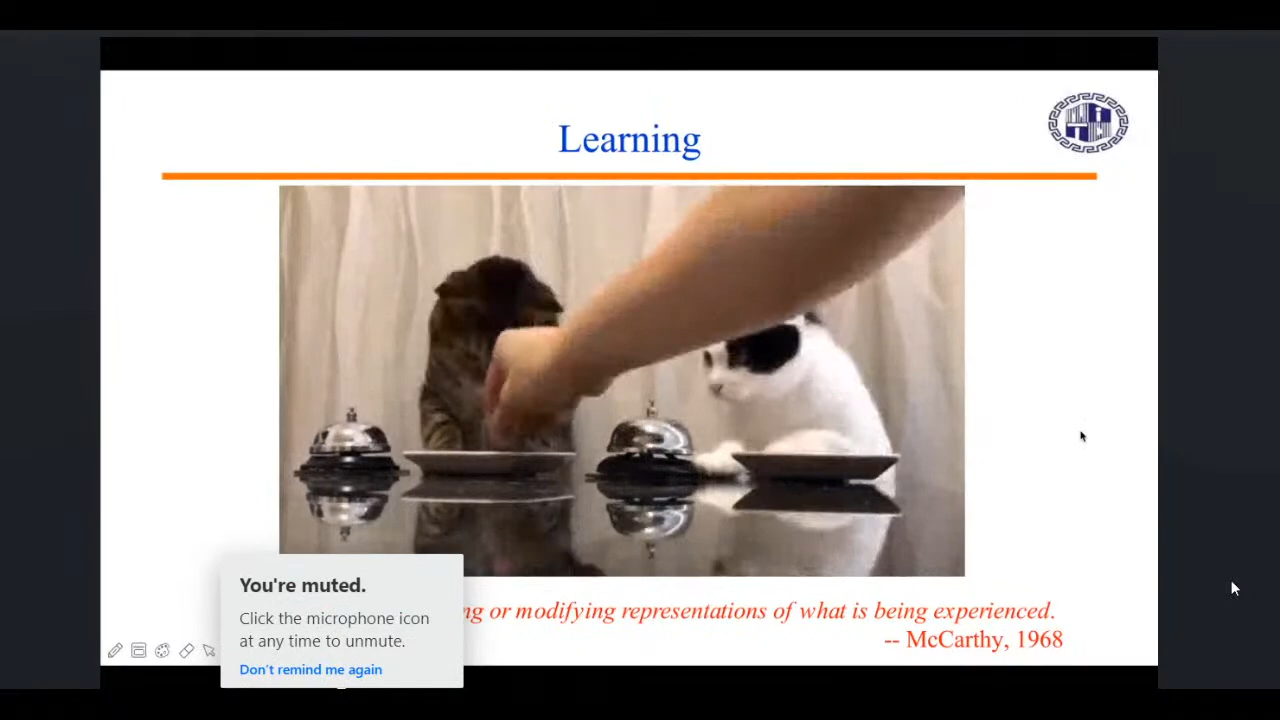 Learning
You're muted.
Click the microphone icon
at any time to unmute.
Don't remind me again
ng or modifying representations of what is being experienced.
-- McCarthy, 1968